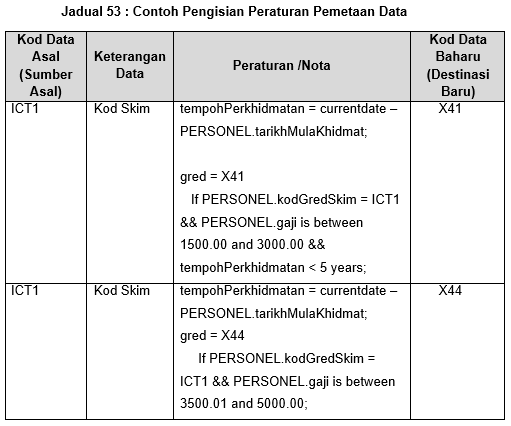 Jadual 53 : Contoh Pengisian Peraturan Pemetaan Data
Kod Data
Asal
(Sumber
Asal)
Keterangan
Data
Peraturan /Nota
Kod Data
Baharu
(Destinasi
Baru)
ICT1
Kod Skim
tempohPerkhidmatan = currentdate –
PERSONEL.tarikhMulaKhidmat;
gred = X41
If PERSONEL.kodGredSkim = ICT1
&& PERSONEL.gaji is between
1500.00 and 3000.00 &&
tempohPerkhidmatan < 5 years;
X41
ICT1
Kod Skim
tempohPerkhidmatan = currentdate –
PERSONEL.tarikhMulaKhidmat;
gred = X44
If PERSONEL.kodGredSkim =
ICT1 && PERSONEL.gaji is between
3500.01 and 5000.00;
X44